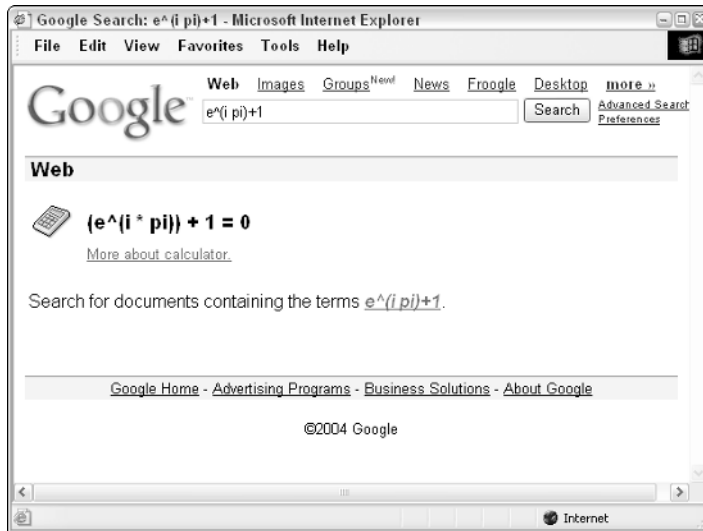 Google Search: e^(i pi)+1 - Microsoft Internet Explorer
File Edit View Favorites Tools Help
Google™
Web Images Groups New! News Froogle Desktop more »
e^(i pi)+1 Search Advanced Search
Preferences
Web
(e^(i * pi)) + 1 = 0
More about calculator.
Search for documents containing the terms e^(i pi)+1.
Google Home - Advertising Programs - Business Solutions - About Google
©2004 Google
Internet